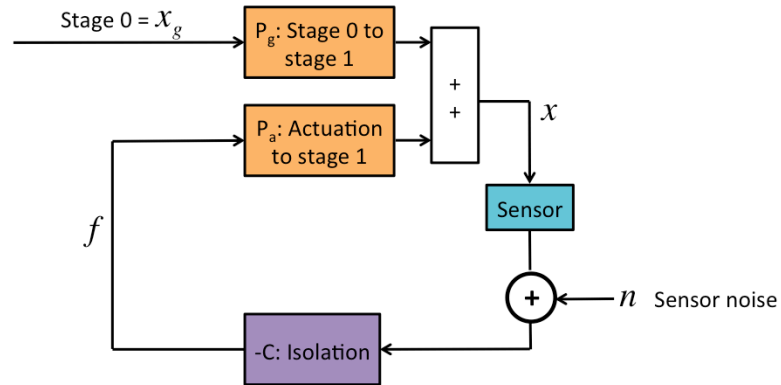 Stage 0 = x_g
P_g: Stage 0 to
stage 1
+
+
P_a: Actuation
to stage 1
x
Sensor
f
+
n Sensor noise
-C: Isolation